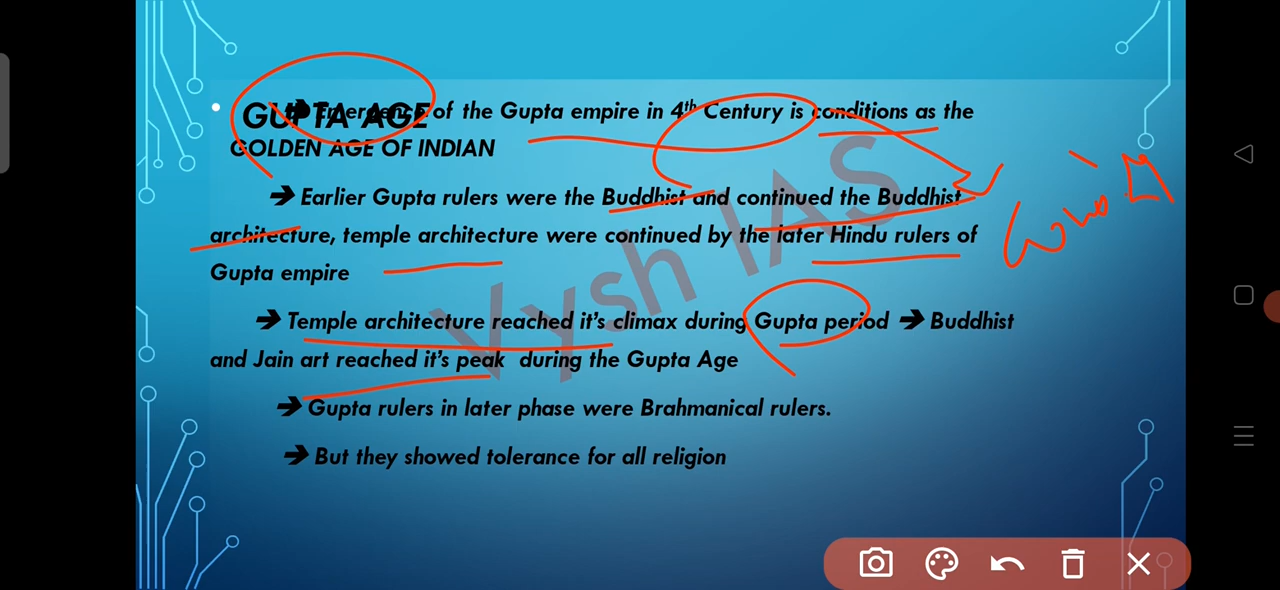 GUPTA AGE
➔ Emergence of the Gupta empire in 4th Century is conditions as the
GOLDEN AGE OF INDIAN
➔ Earlier Gupta rulers were the Buddhist and continued the Buddhist
architecture, temple architecture were continued by the later Hindu rulers of
Gupta empire
➔ Temple architecture reached it's climax during Gupta period ➔ Buddhist
and Jain art reached it's peak during the Gupta Age
➔ Gupta rulers in later phase were Brahmanical rulers.
➔ But they showed tolerance for all religion
Vysh IAS